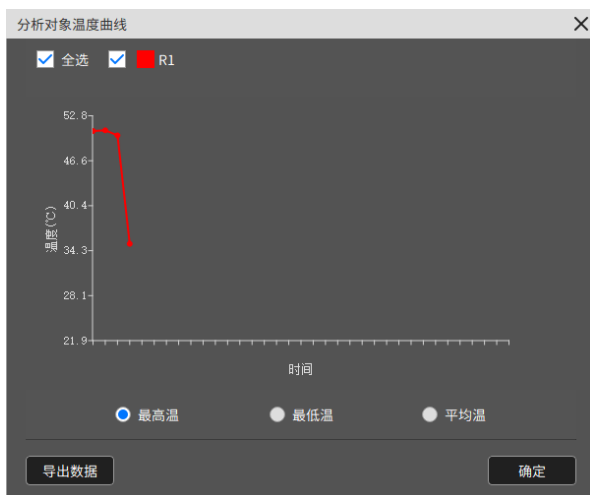 分析对象温度曲线
全选 R1
52.8
46.6
40.4
34.3
28.1
21.9
温度(℃)
时间
最高温 最低温 平均温
导出数据 确定